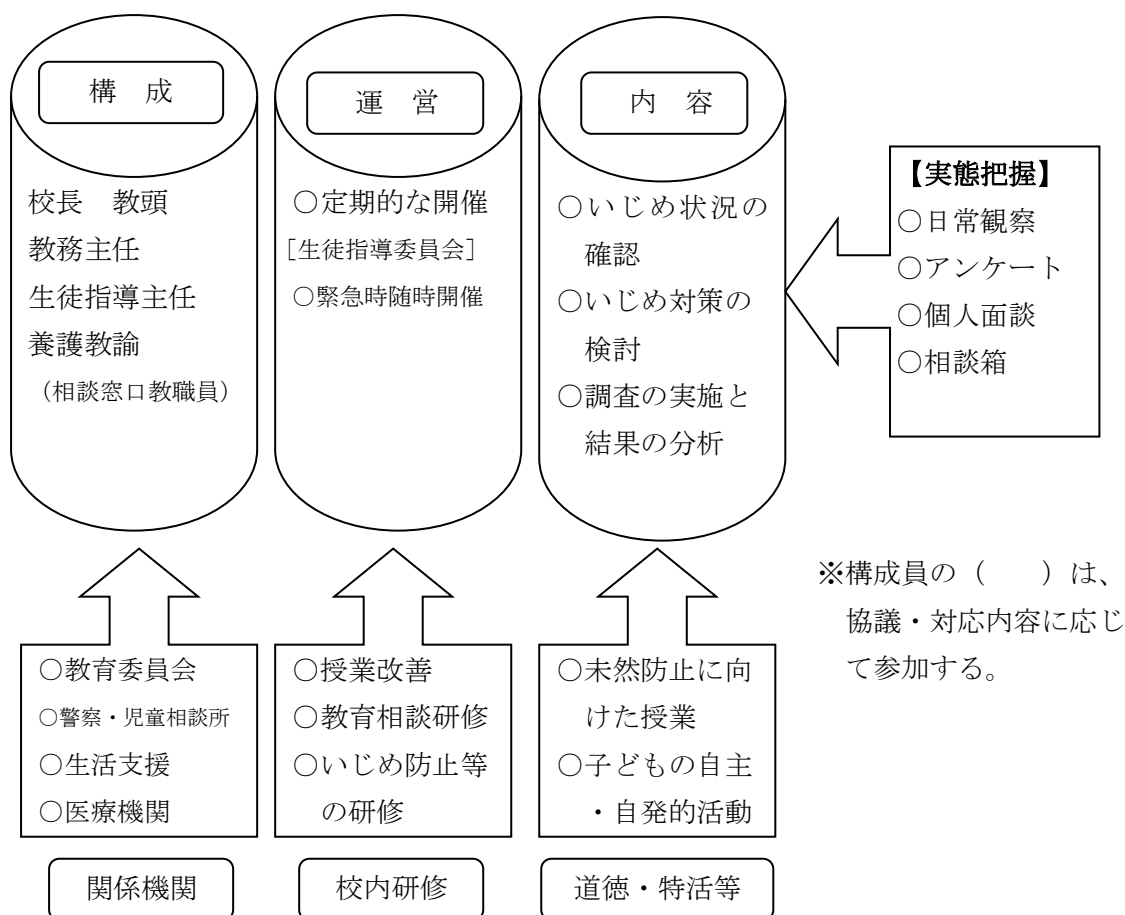 構　成
校長　教頭
教務主任
生徒指導主任
養護教諭
（相談窓口教職員）
運　営
○定期的な開催
［生徒指導委員会］
○緊急時随時開催
内　容
○いじめ状況の
確認
○いじめ対策の
検討
○調査の実施と
結果の分析
【実態把握】
○日常観察
○アンケート
○個人面談
○相談箱
※構成員の（　　）は、
協議・対応内容に応じ
て参加する。
○教育委員会
○警察・児童相談所
○生活支援
○医療機関
関係機関
○授業改善
○教育相談研修
○いじめ防止等
の研修
校内研修
○未然防止に向
けた授業
○子どもの自主
・自発的活動
道徳・特活等